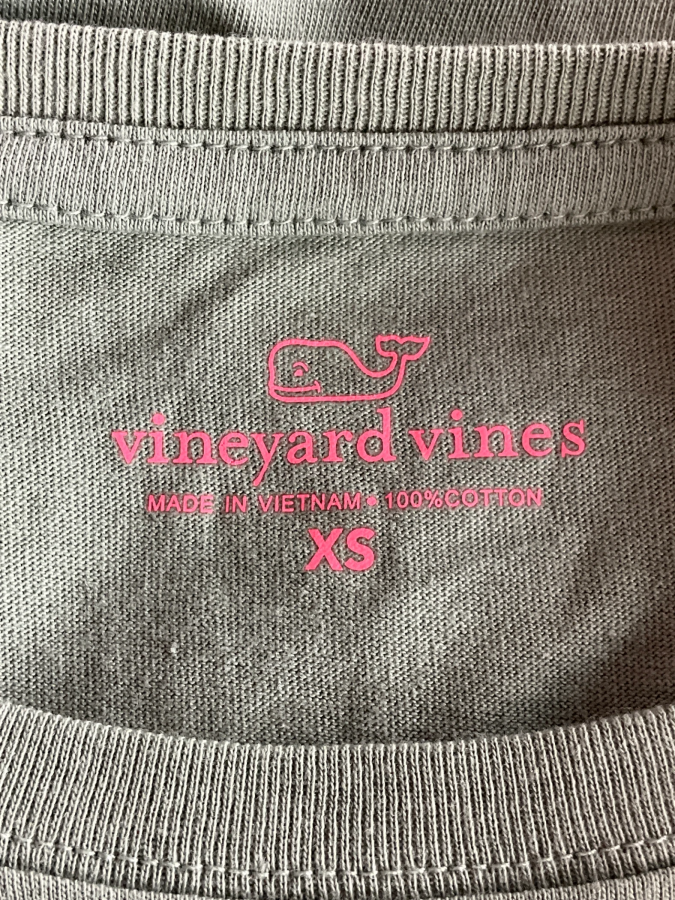 vineyard vines
MADE IN VIETNAM • 100%COTTON
XS